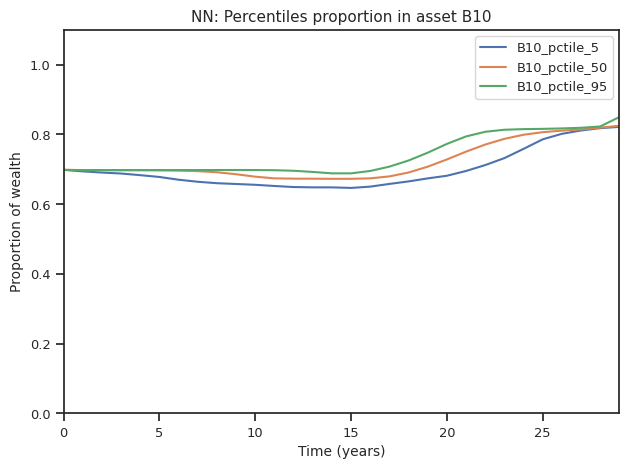 NN: Percentiles proportion in asset B10
B10_pctile_5
B10_pctile_50
B10_pctile_95
Proportion of wealth
1.0
0.8
0.6
0.4
0.2
0.0
0 5 10 15 20 25
Time (years)